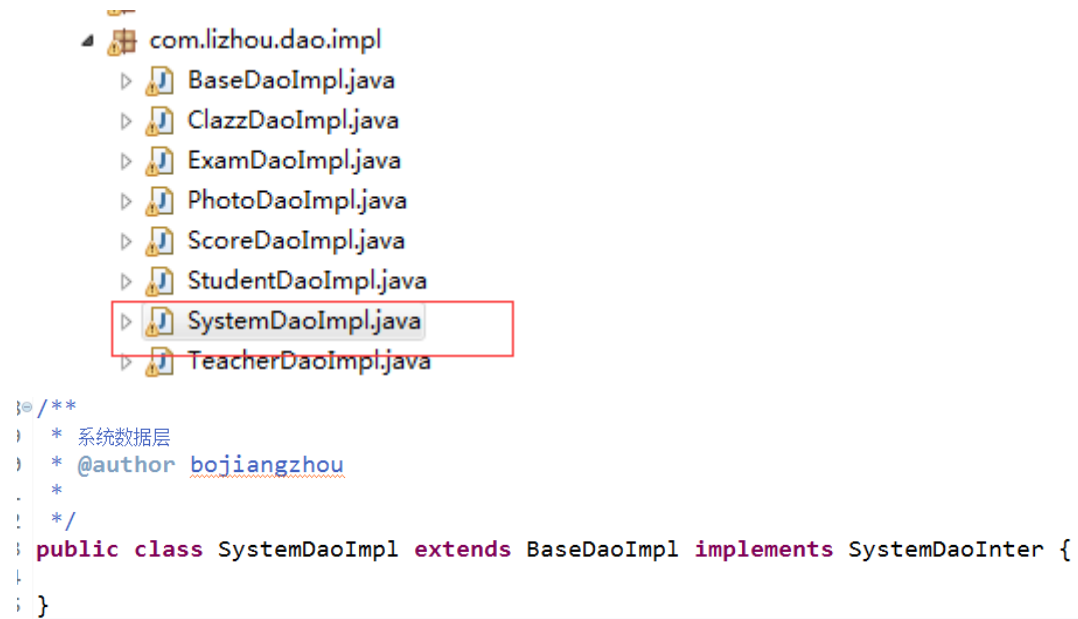 com.lizhou.dao.impl
BaseDaoImpl.java
ClazzDaoImpl.java
ExamDaoImpl.java
PhotoDaoImpl.java
ScoreDaoImpl.java
StudentDaoImpl.java
SystemDaoImpl.java
TeacherDaoImpl.java
/**
* 系统数据层
* @author bojiangzhou
*
*/
public class SystemDaoImpl extends BaseDaoImpl implements SystemDaoInter {
}